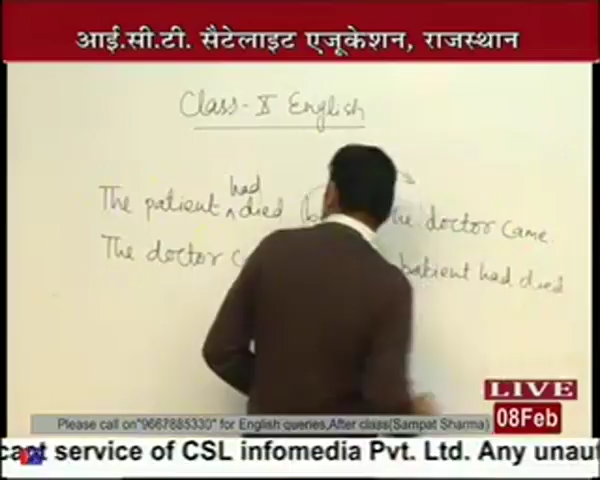 आई.सी.टी. सैटेलाइट एजूकेशन, राजस्थान
Class-X English
had
The patient ^ died (b he doctor came.
The doctor c patient had died
LIVE
08Feb
Please call on"9667885330" for English queries,After class(Sampat Sharma)
cast service of CSL infomedia Pvt. Ltd. Any unaut